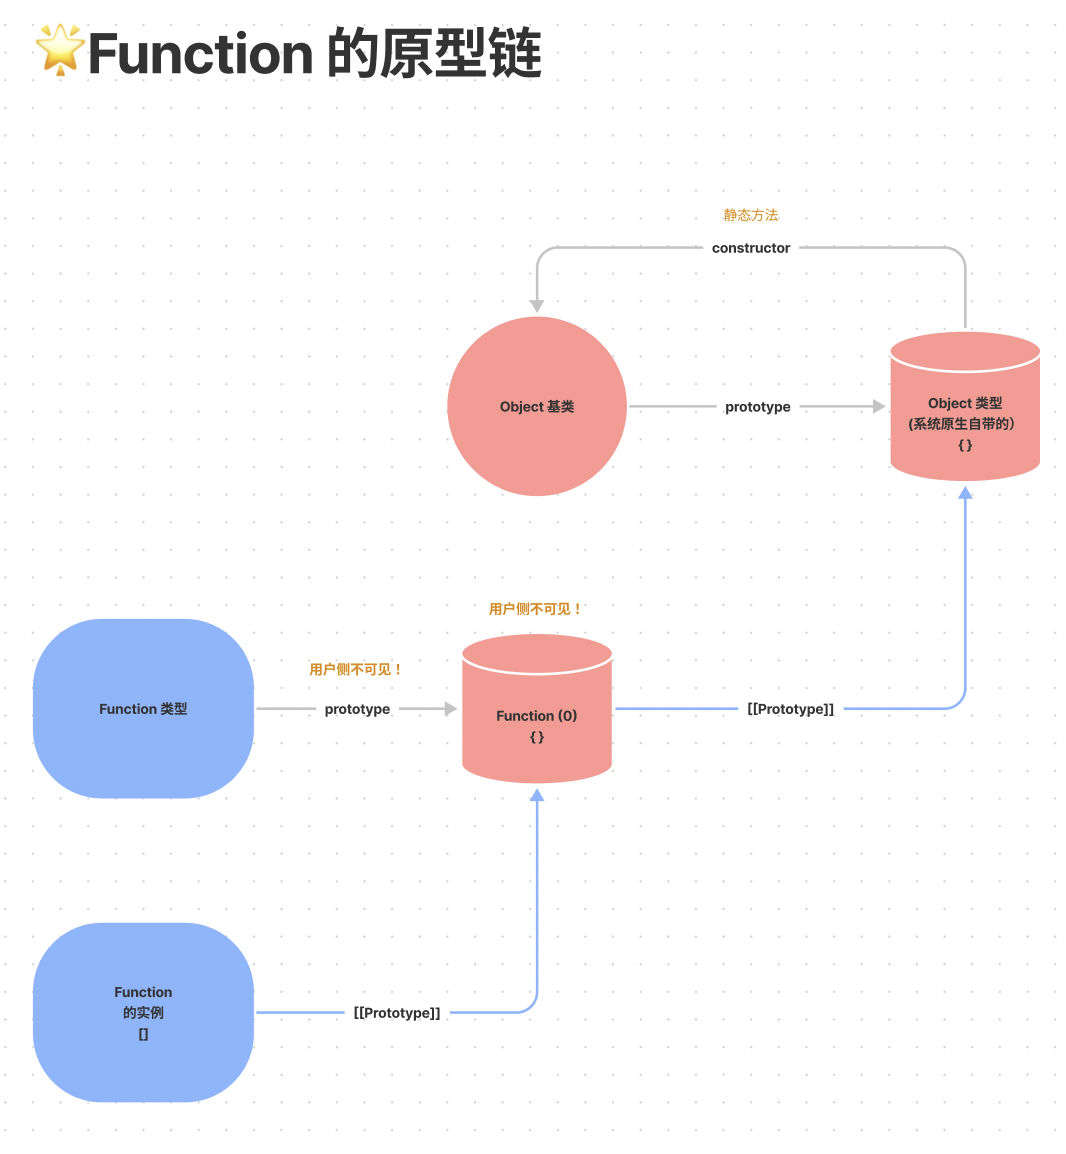 🌟Function 的原型链
静态方法
constructor
Object 基类
prototype
Object 类型
(系统原生自带的）
{ }
用户侧不可见！
用户侧不可见！
Function 类型
prototype
Function (0)
{ }
[[Prototype]]
Function
的实例
[]
[[Prototype]]